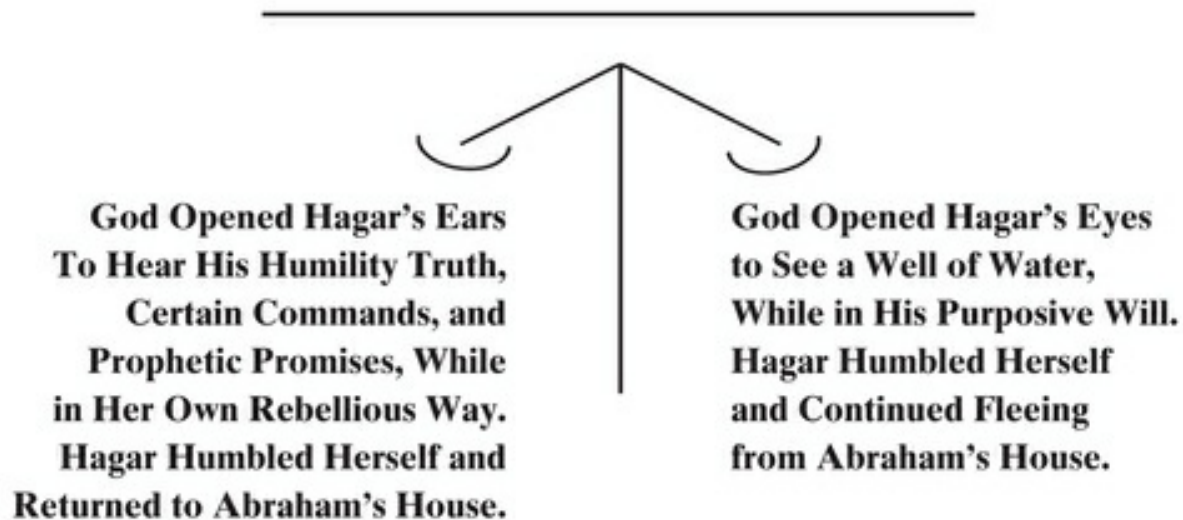 God Opened Hagar's Ears
To Hear His Humility Truth,
Certain Commands, and
Prophetic Promises, While
in Her Own Rebellious Way.
Hagar Humbled Herself and
Returned to Abraham's House.
God Opened Hagar's Eyes
to See a Well of Water,
While in His Purposive Will.
Hagar Humbled Herself
and Continued Fleeing
from Abraham's House.